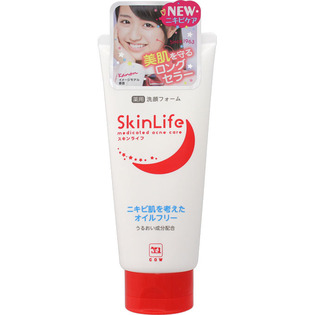 NEW
ニキビケア
美肌を守る
ロング
セラー
薬用 洗顔フォーム
SkinLife
medicated acne care
スキンライフ
ニキビ肌を考えた
オイルフリー
うるおい成分配合
COW